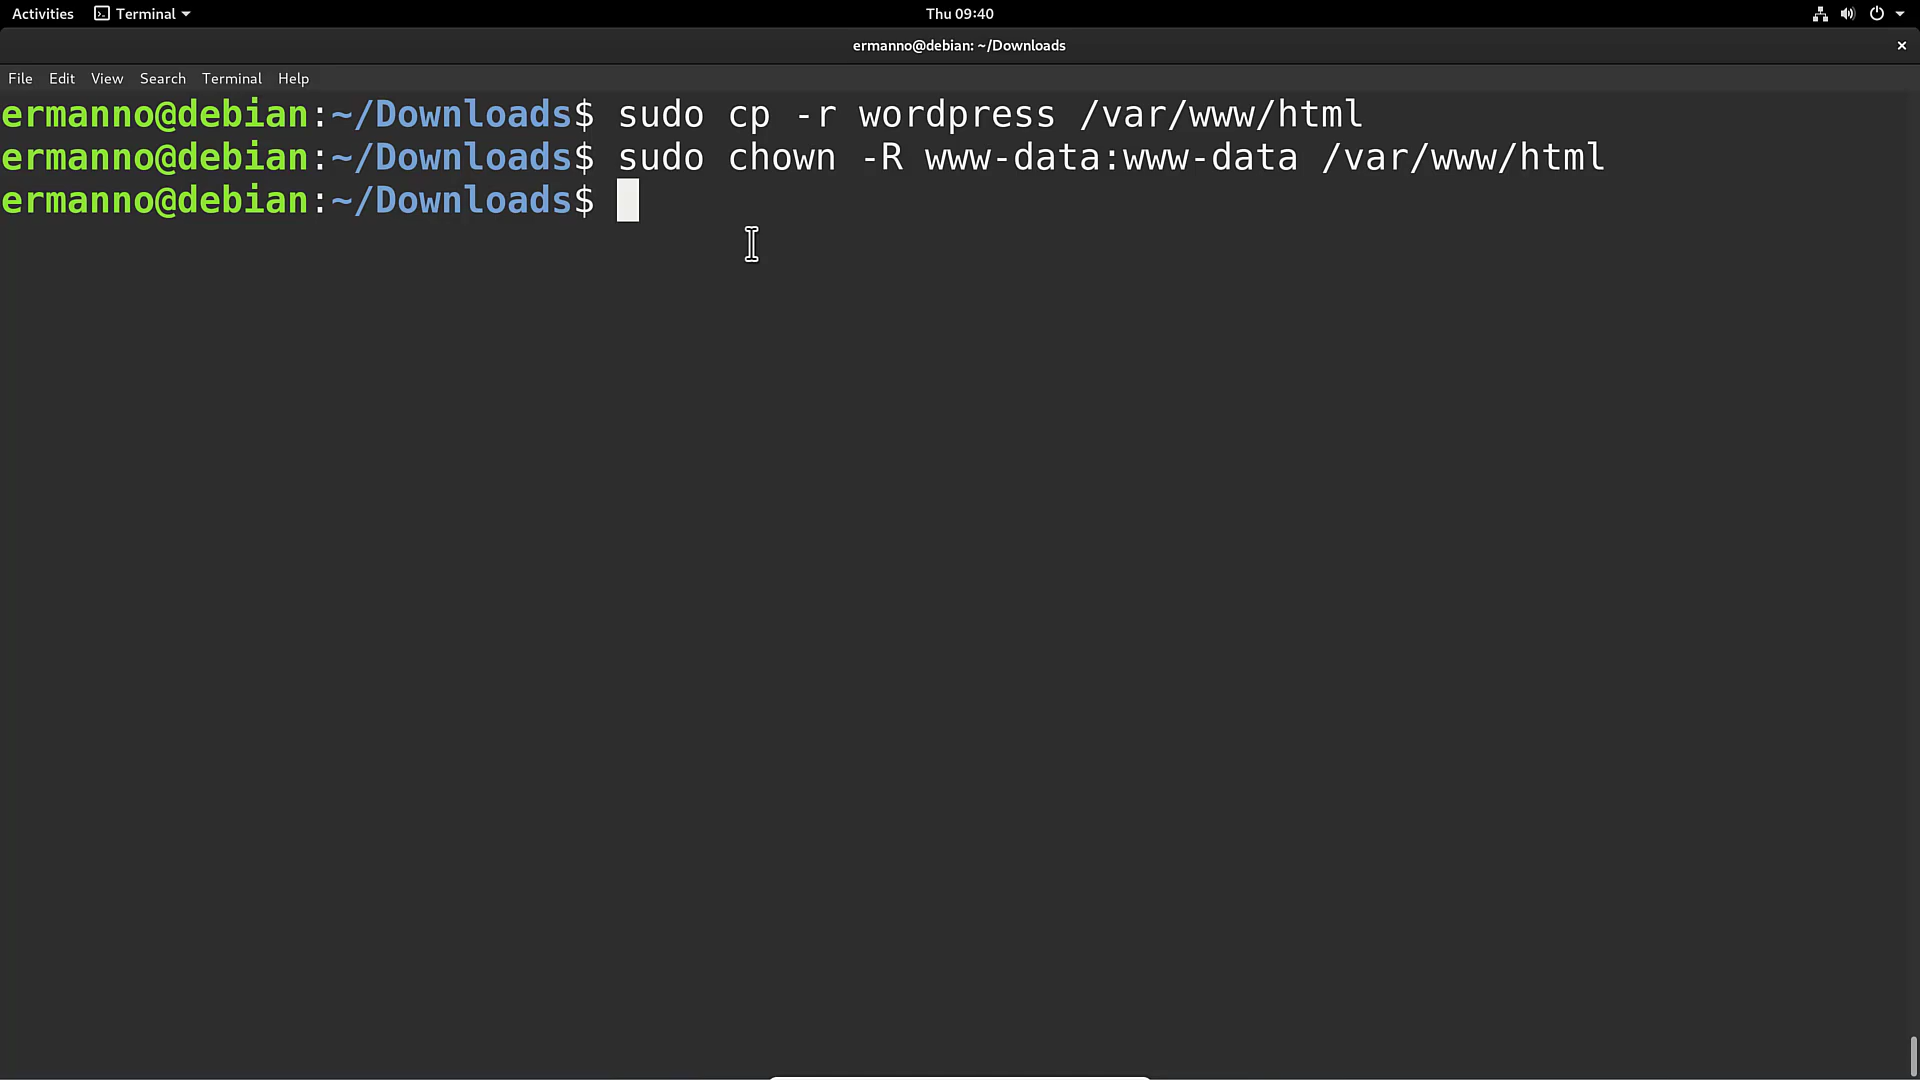 Activities Terminal Thu 09:40
ermanno@debian: ~/Downloads
File Edit View Search Terminal Help
ermanno@debian:~/Downloads$ sudo cp -r wordpress /var/www/html
ermanno@debian:~/Downloads$ sudo chown -R www-data:www-data /var/www/html
ermanno@debian:~/Downloads$